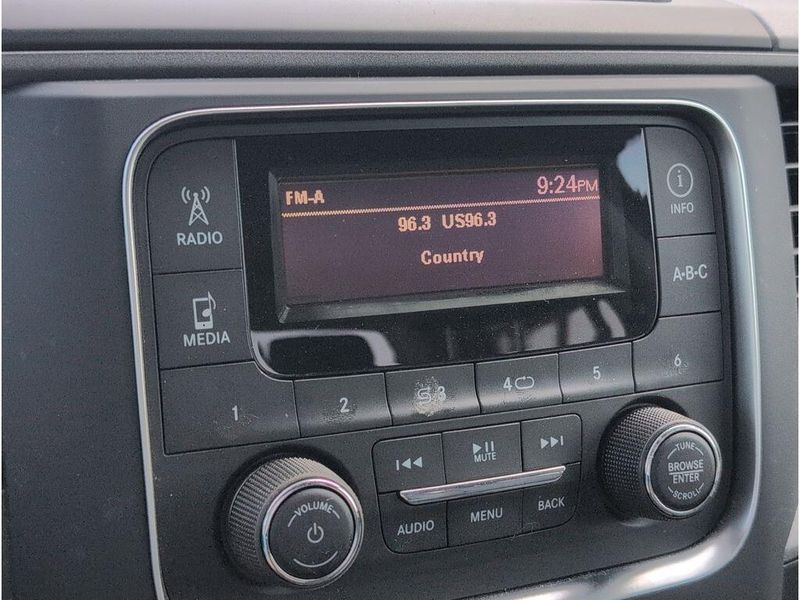 FM-A 9:24PM
96.3 US96.3
Country
RADIO
MEDIA
i
INFO
A·B·C
1 2 3 4 5 6
MUTE
AUDIO MENU BACK
VOLUME
TUNE
BROWSE
ENTER
SCROLL